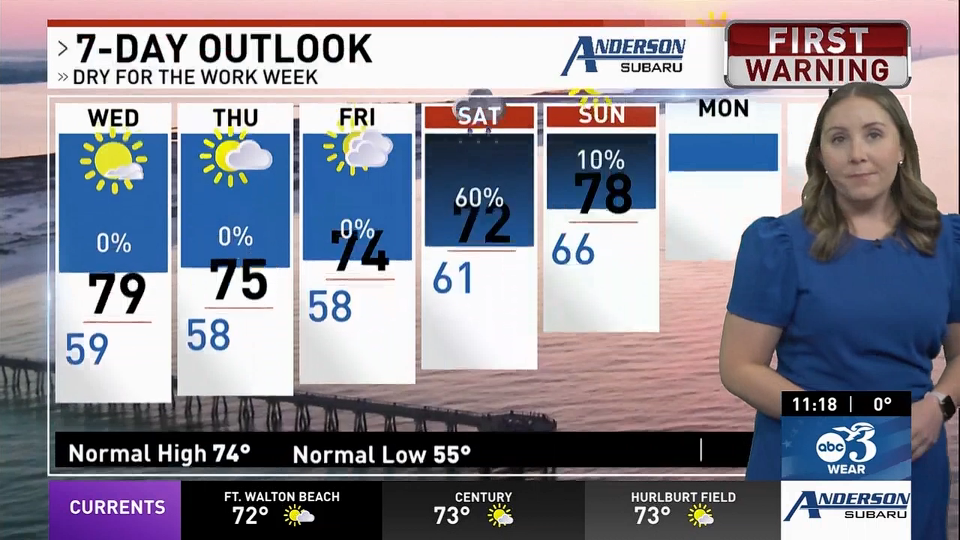 > 7-DAY OUTLOOK
» DRY FOR THE WORK WEEK
ANDERSON
SUBARU
FIRST
WARNING
WED
THU
FRI
SAT
SUN
MON
0%
0%
0%
60%
10%
79
75
74
72
78
59
58
58
61
66
Normal High 74° Normal Low 55°
11:18 | 0°
abc 3
WEAR
CURRENTS
FT. WALTON BEACH
72°
CENTURY
73°
HURLBURT FIELD
73°
ANDERSON
SUBARU